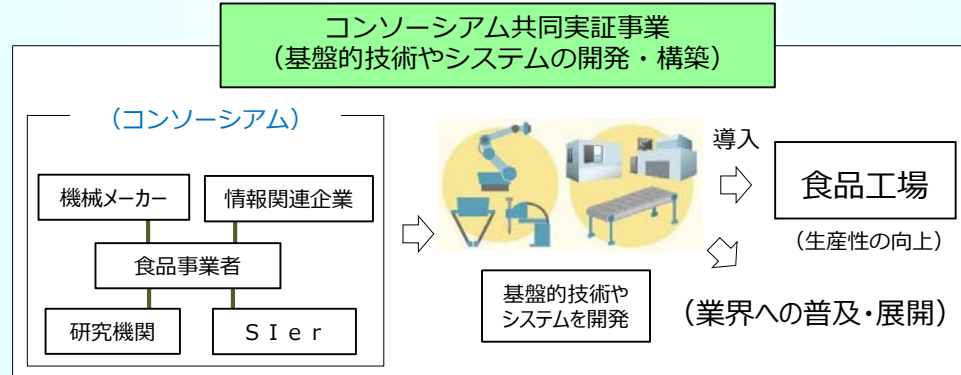 コンソーシアム共同実証事業
（基盤的技術やシステムの開発・構築）
（コンソーシアム）
機械メーカー
情報関連企業
食品事業者
研究機関
ＳＩｅｒ
基盤的技術や
システムを開発
導入
食品工場
（生産性の向上）
（業界への普及・展開）